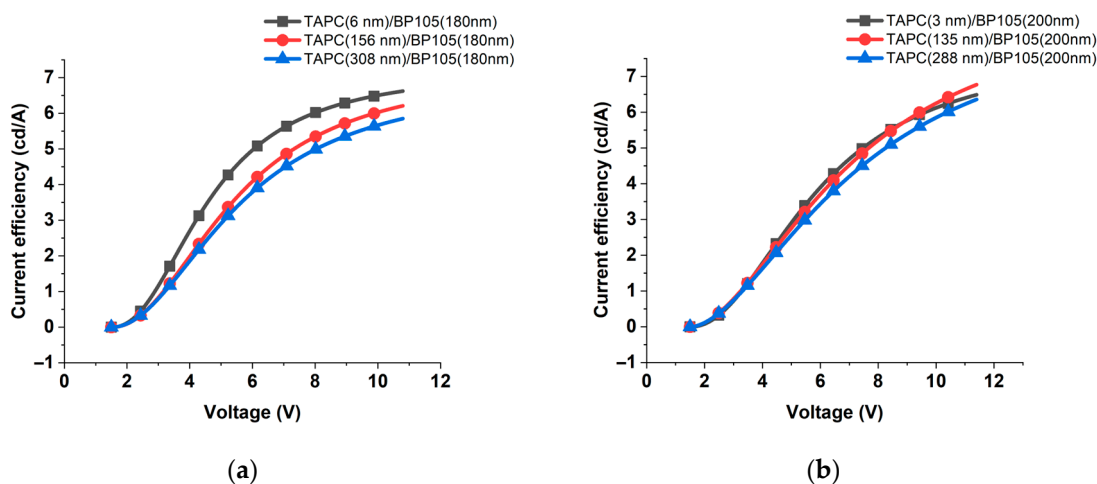 TAPC(6 nm)/BP105(180nm)
TAPC(156 nm)/BP105(180nm)
TAPC(308 nm)/BP105(180nm)
7
6
5
4
3
2
1
0
−1
0 2 4 6 8 10 12
Current efficiency (cd/A)
Voltage (V)
(a)
TAPC(3 nm)/BP105(200nm)
TAPC(135 nm)/BP105(200nm)
TAPC(288 nm)/BP105(200nm)
7
6
5
4
3
2
1
0
−1
0 2 4 6 8 10 12
Current efficiency (cd/A)
Voltage (V)
(b)